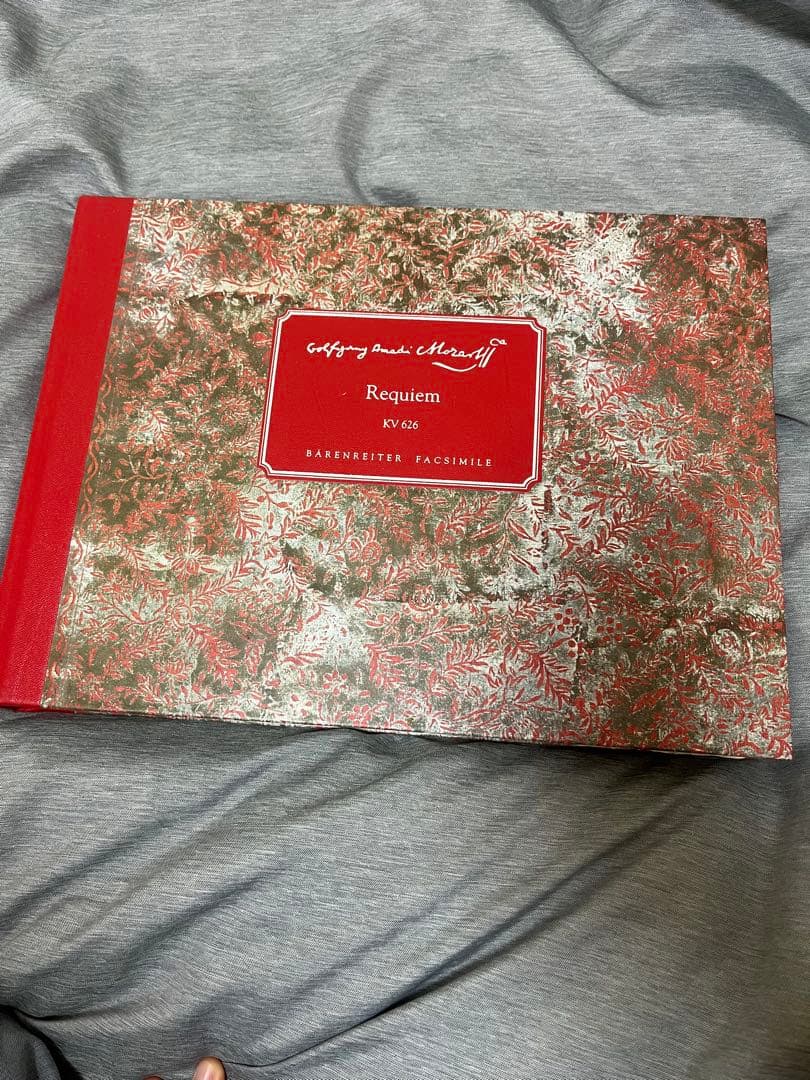 Wolfgang Amadè Mozart
Requiem
KV 626
BÄRENREITER FACSIMILE